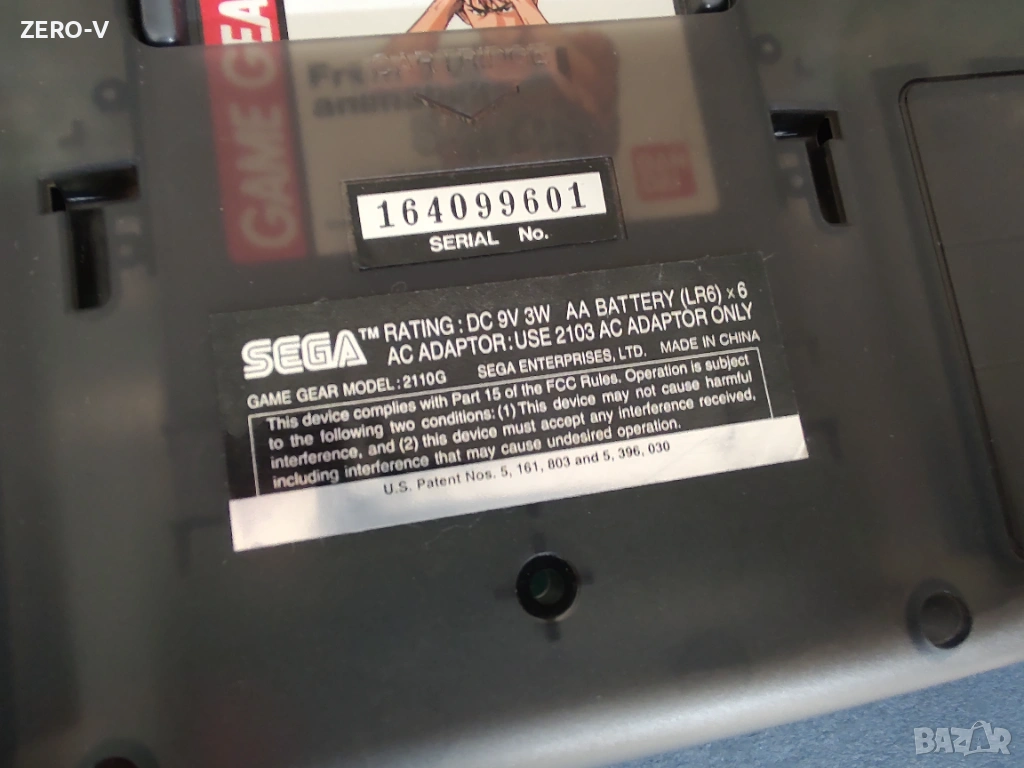 ZERO-V
GAME GEA
CARTRIDGE
164099601
SERIAL No.
SEGA™ RATING : DC 9V 3W AA BATTERY (LR6) x 6
AC ADAPTOR : USE 2103 AC ADAPTOR ONLY
GAME GEAR MODEL : 2110G SEGA ENTERPRISES, LTD. MADE IN CHINA
This device complies with Part 15 of the FCC Rules. Operation is subject
to the following two conditions: (1) This device may not cause harmful
interference, and (2) this device must accept any interference received,
including interference that may cause undesired operation.
U.S. Patent Nos. 5, 161, 803 and 5, 396, 030
GAME GEAR
BAZAR